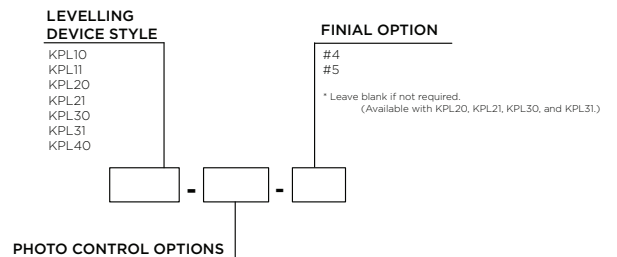 LEVELLING
DEVICE STYLE
KPL10
KPL11
KPL20
KPL21
KPL30
KPL31
KPL40
FINIAL OPTION
#4
#5
* Leave blank if not required.
(Available with KPL20, KPL21, KPL30, and KPL31.)
- -
PHOTO CONTROL OPTIONS